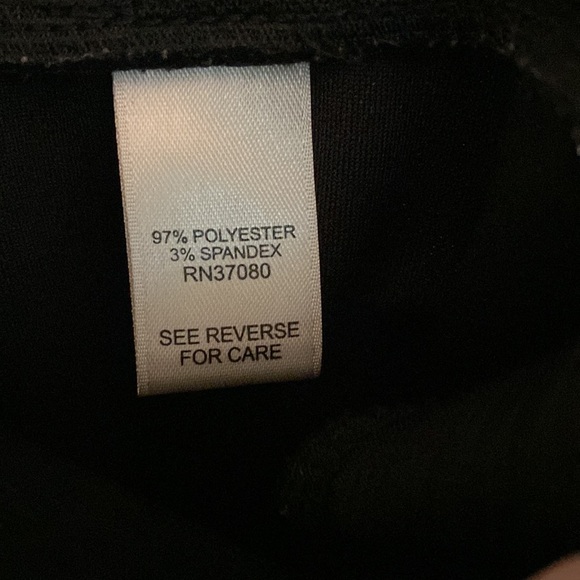 97% POLYESTER
3% SPANDEX
RN37080
SEE REVERSE
FOR CARE